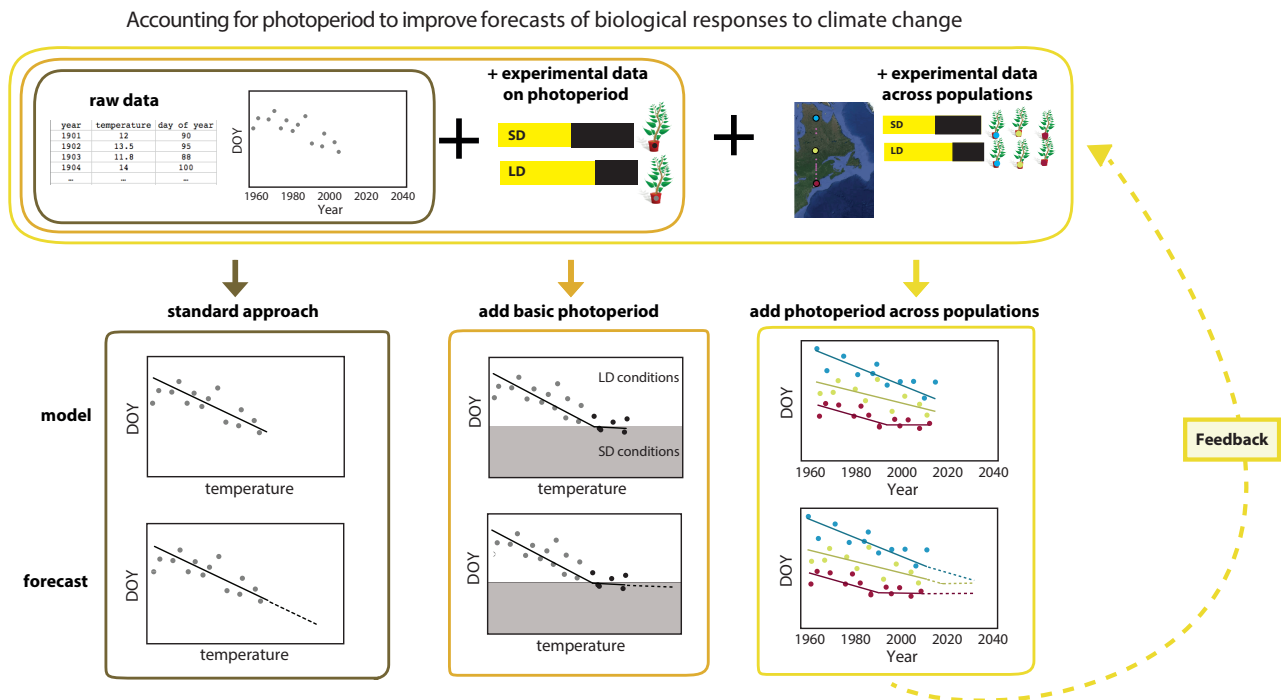 Accounting for photoperiod to improve forecasts of biological responses to climate change
raw data
year temperature day of year
1901 12 90
1902 13.5 95
1903 11.8 88
1904 14 100
... ... ...
DOY
1960 1980 2000 2020 2040
Year
+
+ experimental data
on photoperiod
SD
LD
+
+ experimental data
across populations
SD
LD
standard approach
add basic photoperiod
add photoperiod across populations
model
DOY
temperature
DOY
LD conditions
SD conditions
temperature
DOY
1960 1980 2000 2020 2040
Year
Feedback
forecast
DOY
temperature
DOY
temperature
DOY
1960 1980 2000 2020 2040
Year